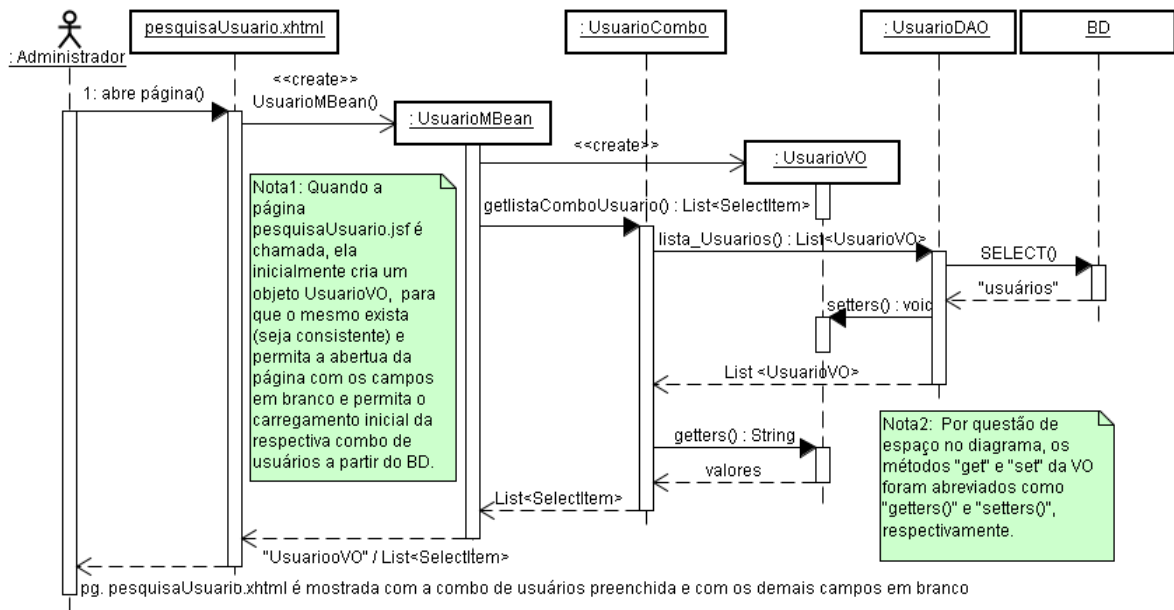 pesquisaUsuario.xhtml
: UsuarioCombo
: UsuarioDAO
BD
: Administrador
<<create>>
1: abre página()
UsuarioMBean()
: UsuarioMBean
<<create>>
: UsuarioVO
Nota1: Quando a
página
pesquisaUsuario.jsf é
chamada, ela
inicialmente cria um
objeto UsuarioVO,  para
que o mesmo exista
(seja consistente) e
permita a abertua da
página com os campos
em branco e permita o
carregamento inicial da
respectiva combo de
usuários a partir do BD.
getlistaComboUsuario() : List<SelectItem>
lista_Usuarios() : List<UsuarioVO>
SELECT()
"usuários"
setters() : void
List <UsuarioVO>
getters() : String
valores
Nota2:  Por questão de
espaço no diagrama, os
métodos "get" e "set" da VO
foram abreviados como
"getters()" e "setters()",
respectivamente.
List<SelectItem>
"UsuariooVO" / List<SelectItem>
pg. pesquisaUsuario.xhtml é mostrada com a combo de usuários preenchida e com os demais campos em branco